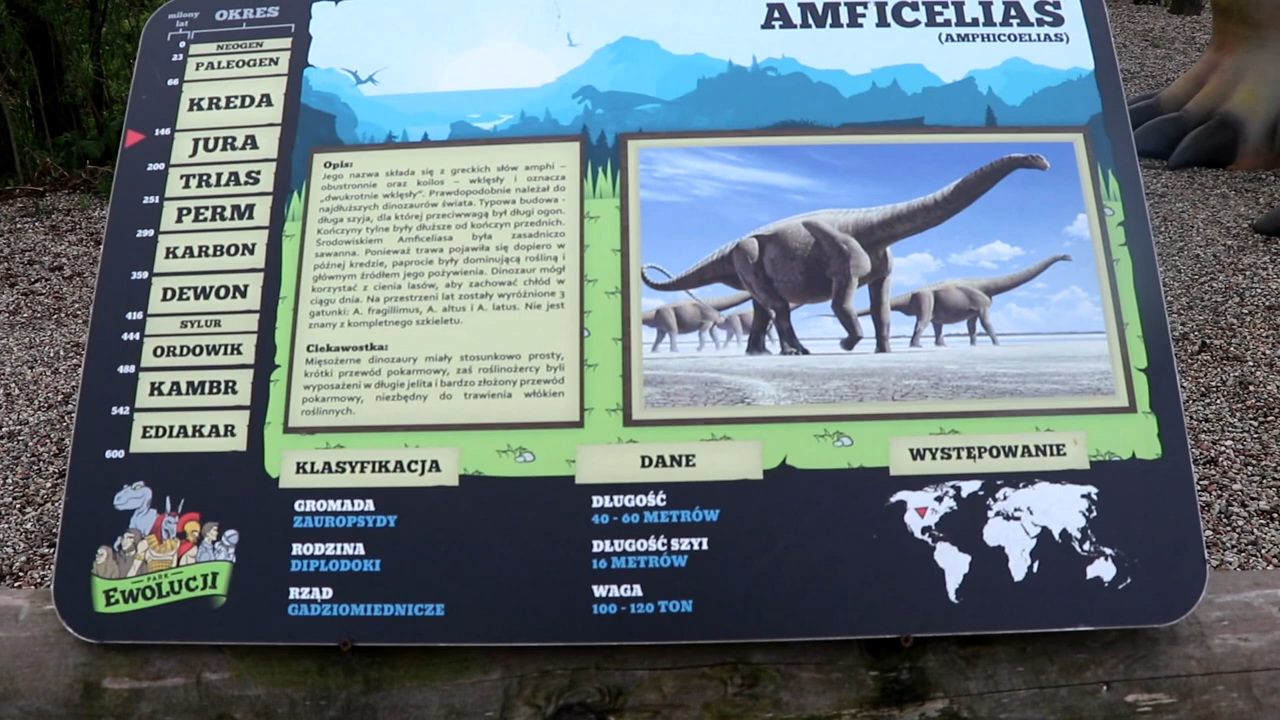 milony
lat
OKRES
0
NEOGEN
23
PALEOGEN
66
KREDA
146
JURA
200
TRIAS
251
PERM
299
KARBON
359
DEWON
416
SYLUR
444
ORDOWIK
488
KAMBR
542
EDIAKAR
600
AMFICELIAS
(AMPHICOELIAS)
Opis:
Jego nazwa składa się z greckich słów amphi –
obustronnie oraz koilos – wklęsły i oznacza
„dwukrotnie wklęsły”. Prawdopodobnie należał do
najdłuższych dinozaurów świata. Typowa budowa -
długa szyja, dla której przeciwwagą był długi ogon.
Kończyny tylne były dłuższe od kończyn przednich.
Środowiskiem Amficeliasa była zasadniczo
sawanna. Ponieważ trawa pojawiła się dopiero w
późnej kredzie, paprocie były dominującą rośliną i
głównym źródłem jego pożywienia. Dinozaur mógł
korzystać z cienia lasów, aby zachować chłód w
ciągu dnia. Na przestrzeni lat zostały wyróżnione 3
gatunki: A. fragillimus, A. altus i A. latus. Nie jest
znany z kompletnego szkieletu.
Ciekawostka:
Mięsożerne dinozaury miały stosunkowo prosty,
krótki przewód pokarmowy, zaś roślinożercy byli
wyposażeni w długie jelita i bardzo złożony przewód
pokarmowy, niezbędny do trawienia włókien
roślinnych.
KLASYFIKACJA
GROMADA
ZAUROPSYDY
RODZINA
DIPLODOKI
RZĄD
GADZIOMIEDNICZE
DANE
DŁUGOŚĆ
40 - 60 METRÓW
DŁUGOŚĆ SZYI
16 METRÓW
WAGA
100 - 120 TON
WYSTĘPOWANIE
PARK
EWOLUCJI